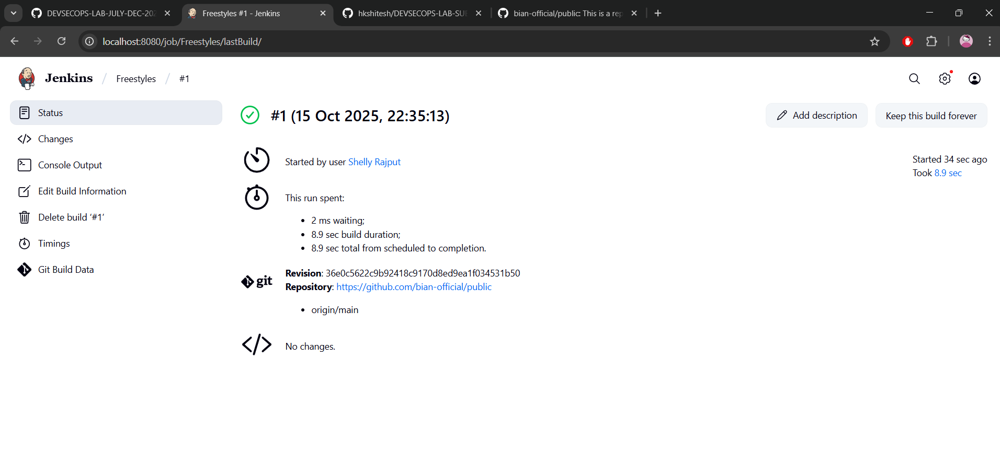 DEVSECOPS-LAB-JULY-DEC-202
Freestyles #1 - Jenkins
hkshitesh/DEVSECOPS-LAB-SUB
bian-official/public: This is a rep
localhost:8080/job/Freestyles/lastBuild/
Jenkins / Freestyles / #1
Status
Changes
Console Output
Edit Build Information
Delete build ‘#1’
Timings
Git Build Data
#1 (15 Oct 2025, 22:35:13)
Add description
Keep this build forever
Started by user Shelly Rajput
Started 34 sec ago
Took 8.9 sec
This run spent:
• 2 ms waiting;
• 8.9 sec build duration;
• 8.9 sec total from scheduled to completion.
git
Revision: 36e0c5622c9b92418c9170d8ed9ea1f034531b50
Repository: https://github.com/bian-official/public
• origin/main
No changes.